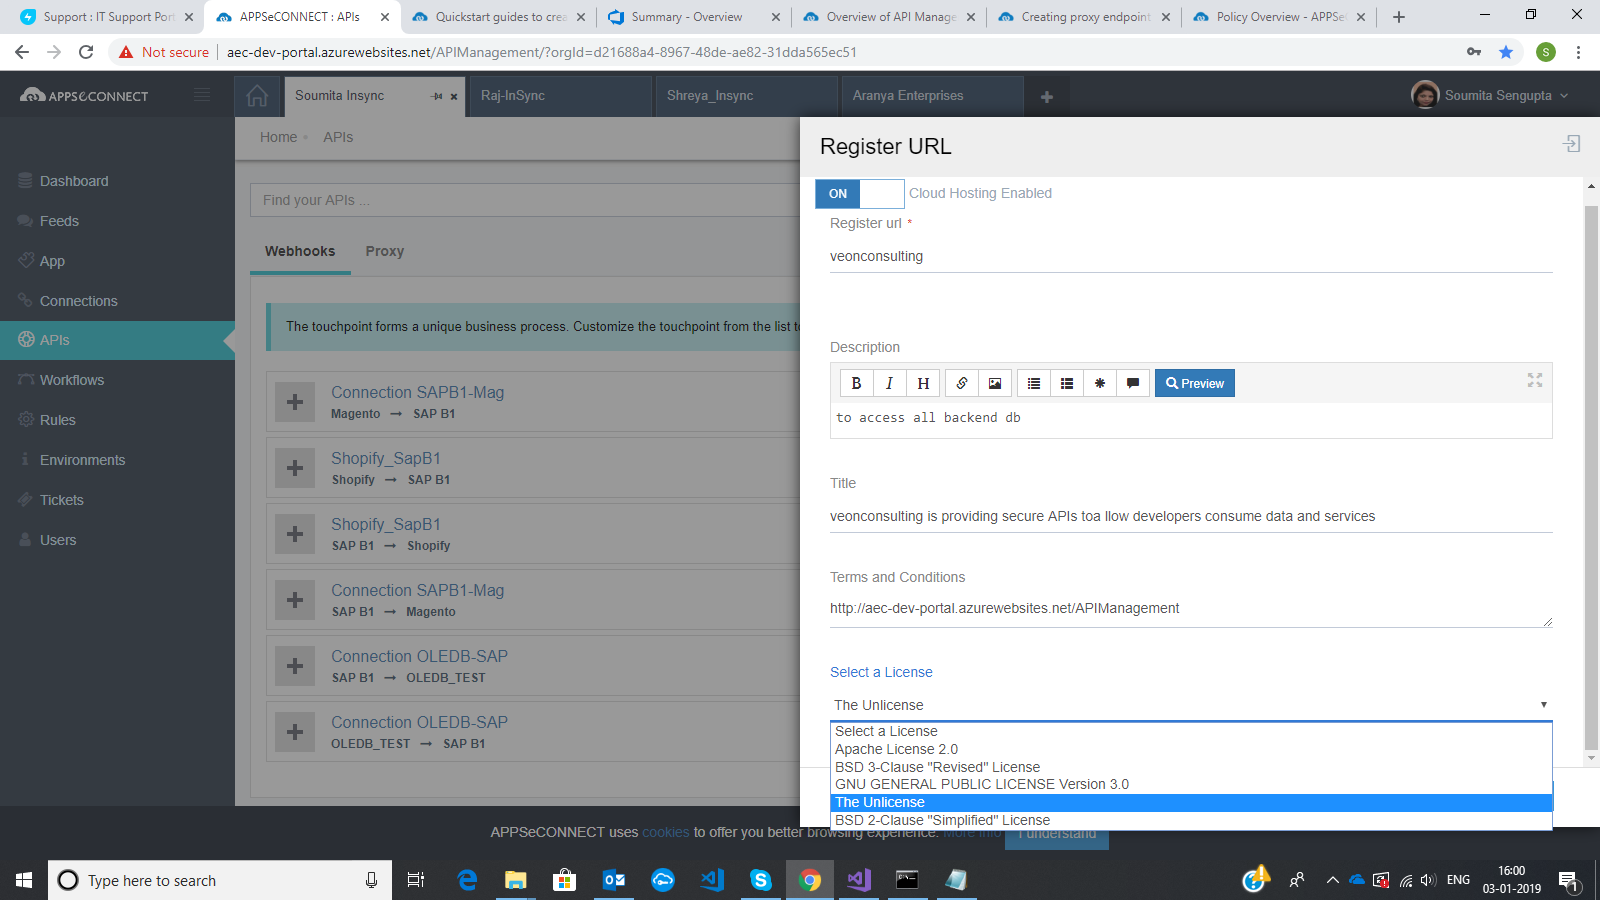 Support : IT Support Port
APPSeCONNECT : APIs
Quickstart guides to crea
Summary - Overview
Overview of API Manage
Creating proxy endpoint
Policy Overview - APPSe
Not secure
aec-dev-portal.azurewebsites.net/APIManagement/?orgId=d21688a4-8967-48de-ae82-31dda565ec51
S
APPSeCONNECT
Soumita Insync
Raj-InSync
Shreya_Insync
Aranya Enterprises
Soumita Sengupta
Home
APIs
Dashboard
Feeds
App
Connections
APIs
Workflows
Rules
Environments
Tickets
Users
Find your APIs ...
Webhooks
Proxy
The touchpoint forms a unique business process. Customize the touchpoint from the list to
Connection SAPB1-Mag
Magento → SAP B1
Shopify_SapB1
Shopify → SAP B1
Shopify_SapB1
SAP B1 → Shopify
Connection SAPB1-Mag
SAP B1 → Magento
Connection OLEDB-SAP
SAP B1 → OLEDB_TEST
Connection OLEDB-SAP
OLEDB_TEST → SAP B1
Register URL
ON
Cloud Hosting Enabled
Register url *
veonconsulting
Description
B I H
Preview
to access all backend db
Title
veonconsulting is providing secure APIs toa llow developers consume data and services
Terms and Conditions
http://aec-dev-portal.azurewebsites.net/APIManagement
Select a License
The Unlicense
Select a License
Apache License 2.0
BSD 3-Clause "Revised" License
GNU GENERAL PUBLIC LICENSE Version 3.0
The Unlicense
BSD 2-Clause "Simplified" License
APPSeCONNECT uses cookies to offer you better browsing experience. More info
I understand
Type here to search
ENG
16:00
03-01-2019
1